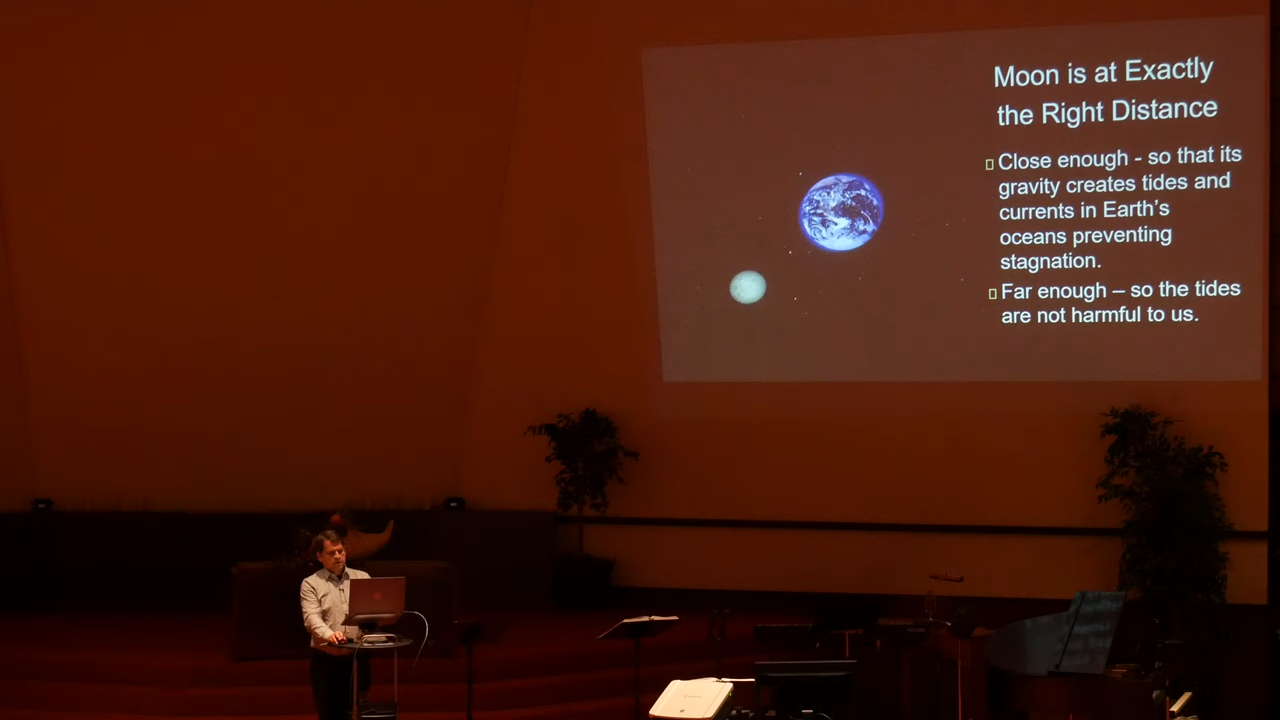 Moon is at Exactly
the Right Distance
Close enough - so that its
gravity creates tides and
currents in Earth's
oceans preventing
stagnation.
Far enough – so the tides
are not harmful to us.